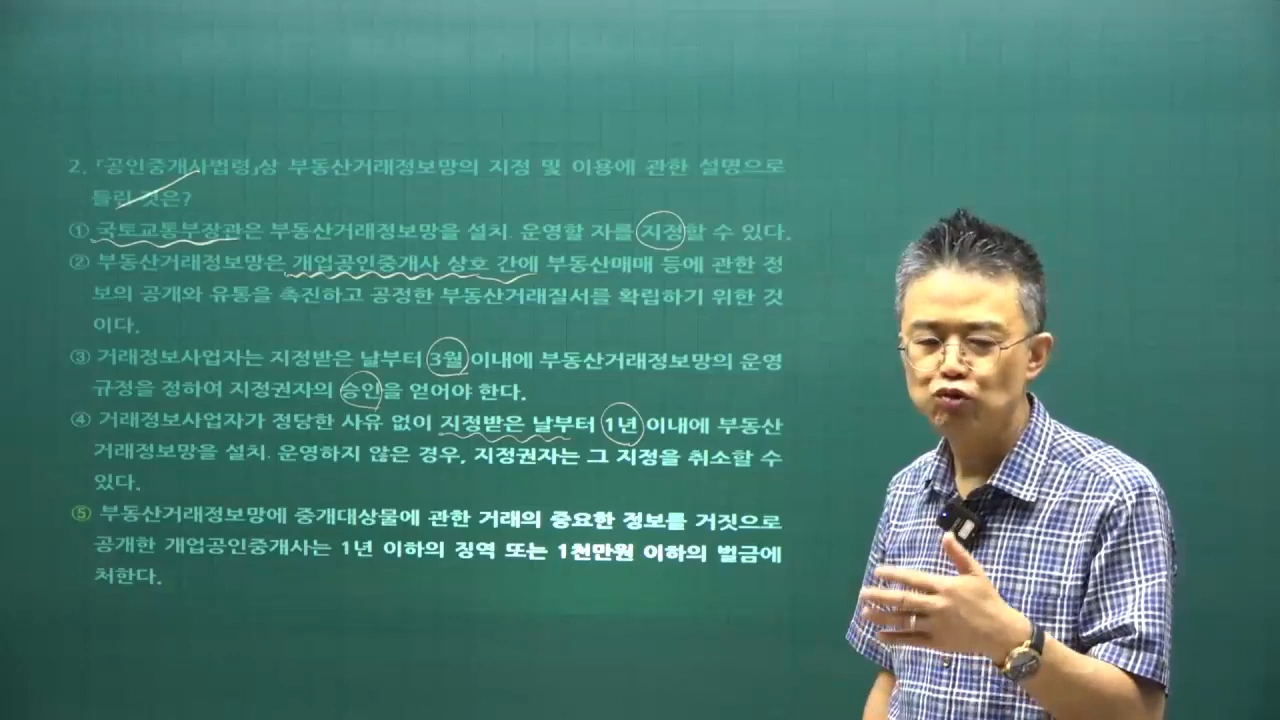 2. 「공인중개사법령」상 부동산거래정보망의 지정 및 이용에 관한 설명으로
틀린 것은?
① 국토교통부장관은 부동산거래정보망을 설치·운영할 자를 지정할 수 있다.
② 부동산거래정보망은 개업공인중개사 상호 간에 부동산매매 등에 관한 정
보의 공개와 유통을 촉진하고 공정한 부동산거래질서를 확립하기 위한 것
이다.
③ 거래정보사업자는 지정받은 날부터 3월 이내에 부동산거래정보망의 운영
규정을 정하여 지정권자의 승인을 얻어야 한다.
④ 거래정보사업자가 정당한 사유 없이 지정받은 날부터 1년 이내에 부동산
거래정보망을 설치·운영하지 않은 경우, 지정권자는 그 지정을 취소할 수
있다.
⑤ 부동산거래정보망에 중개대상물에 관한 거래의 중요한 정보를 거짓으로
공개한 개업공인중개사는 1년 이하의 징역 또는 1천만원 이하의 벌금에
처한다.